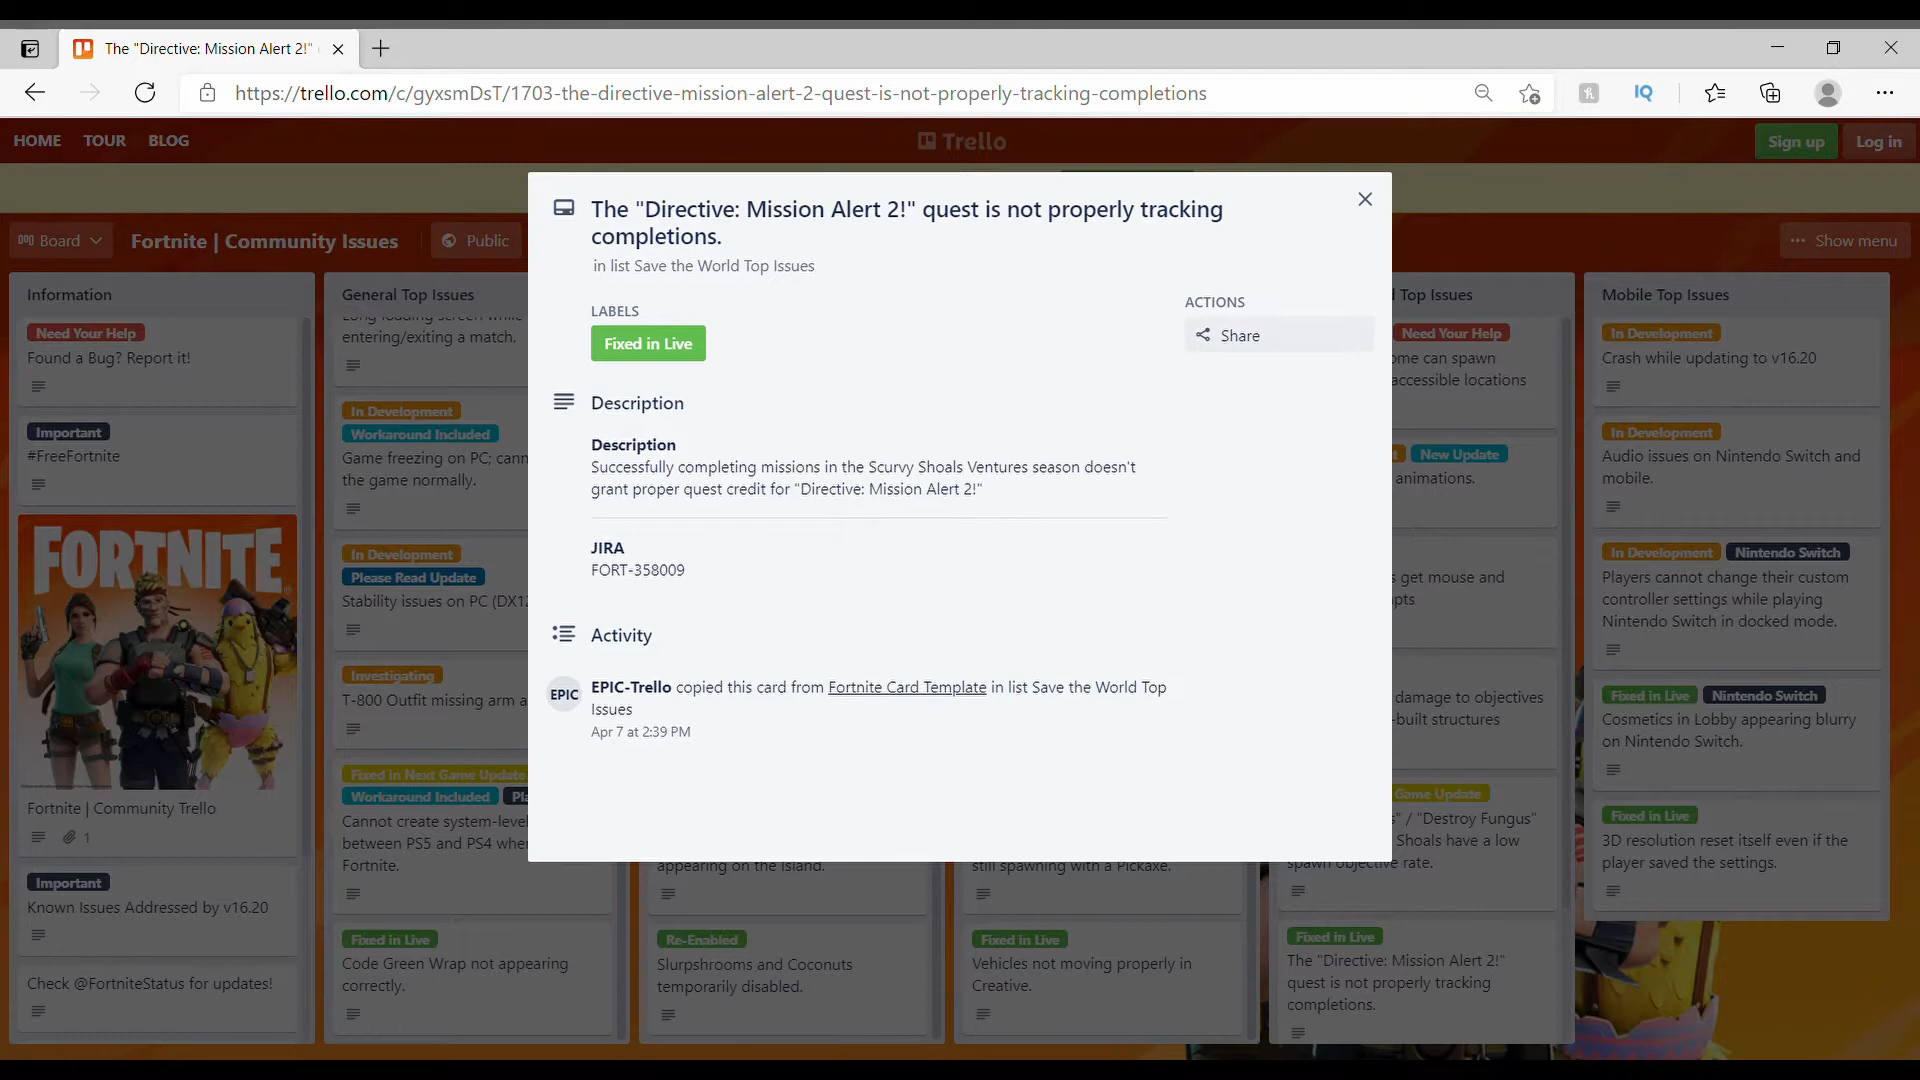 The "Directive: Mission Alert 2!"
https://trello.com/c/gyxsmDsT/1703-the-directive-mission-alert-2-quest-is-not-properly-tracking-completions
IQ
HOME
TOUR
BLOG
Trello
Sign up
Log in
Board
Fortnite | Community Issues
Public
Show menu
The "Directive: Mission Alert 2!" quest is not properly tracking
completions.
in list Save the World Top Issues
LABELS
Fixed in Live
ACTIONS
Share
Description
Description
Successfully completing missions in the Scurvy Shoals Ventures season doesn't
grant proper quest credit for "Directive: Mission Alert 2!"
JIRA
FORT-358009
Activity
EPIC
EPIC-Trello copied this card from Fortnite Card Template in list Save the World Top
Issues
Apr 7 at 2:39 PM
Information
Need Your Help
Found a Bug? Report it!
Important
#FreeFortnite
FORTNITE
Fortnite | Community Trello
1
Important
Known Issues Addressed by v16.20
Check @FortniteStatus for updates!
General Top Issues
Long loading screen while
entering/exiting a match.
In Development
Workaround Included
Game freezing on PC; cann
the game normally.
In Development
Please Read Update
Stability issues on PC (DX12
Investigating
T-800 Outfit missing arm a
Fixed in Next Game Update
Workaround Included
Pla
Cannot create system-level
between PS5 and PS4 when
Fortnite.
Fixed in Live
Code Green Wrap not appearing
correctly.
appearing on the Island.
Re-Enabled
Slurpshrooms and Coconuts
temporarily disabled.
still spawning with a Pickaxe.
Fixed in Live
Vehicles not moving properly in
Creative.
d Top Issues
Need Your Help
ome can spawn
accessible locations
t
New Update
animations.
s get mouse and
pts
damage to objectives
-built structures
Game Update
s" / "Destroy Fungus"
Shoals have a low
spawn objective rate.
Fixed in Live
The "Directive: Mission Alert 2!"
quest is not properly tracking
completions.
Mobile Top Issues
In Development
Crash while updating to v16.20
In Development
Audio issues on Nintendo Switch and
mobile.
In Development
Nintendo Switch
Players cannot change their custom
controller settings while playing
Nintendo Switch in docked mode.
Fixed in Live
Nintendo Switch
Cosmetics in Lobby appearing blurry
on Nintendo Switch.
Fixed in Live
3D resolution reset itself even if the
player saved the settings.